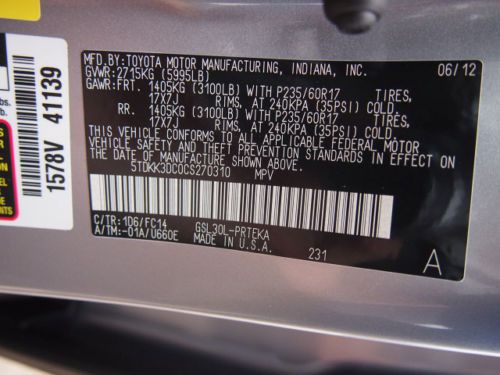 MFD.BY:TOYOTA MOTOR MANUFACTURING, INDIANA, INC. 06/12
GVWR:2715KG (5995LB)
GAWR:FRT. 1405KG (3100LB) WITH P235/60R17 TIRES,
17X7J RIMS, AT 240KPA (35PSI) COLD.
RR. 1405KG (3100LB) WITH P235/60R17 TIRES,
17X7J RIMS, AT 240KPA (35PSI) COLD.
THIS VEHICLE CONFORMS TO ALL APPLICABLE FEDERAL MOTOR
VEHICLE SAFETY AND THEFT PREVENTION STANDARDS IN EFFECT ON
THE DATE OF MANUFACTURE SHOWN ABOVE.
5TDKK3DC0CS270310 MPV
C/TR:1D6/FC14 GSL30L-PRTEKA
A/TM:-01A/U660E MADE IN U.S.A.
231 A
1578V 41139
lbs.